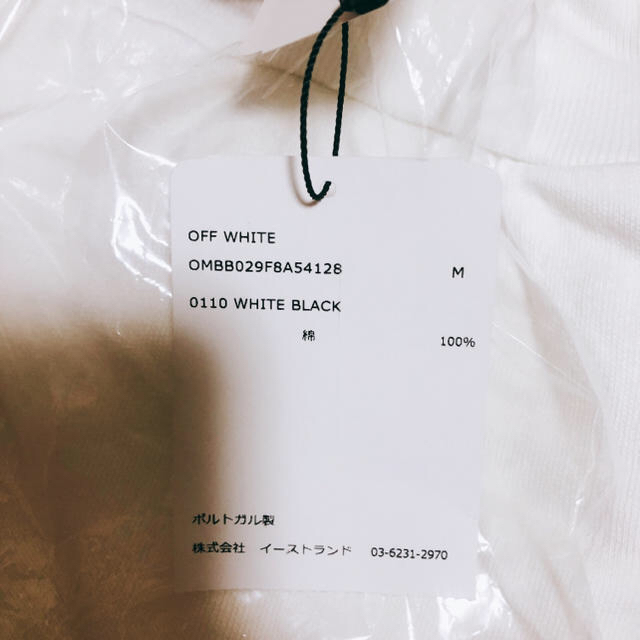 OFF WHITE
OMBB029F8A54128 M
0110 WHITE BLACK
綿 100%
ポルトガル製
株式会社 イーストランド 03-6231-2970